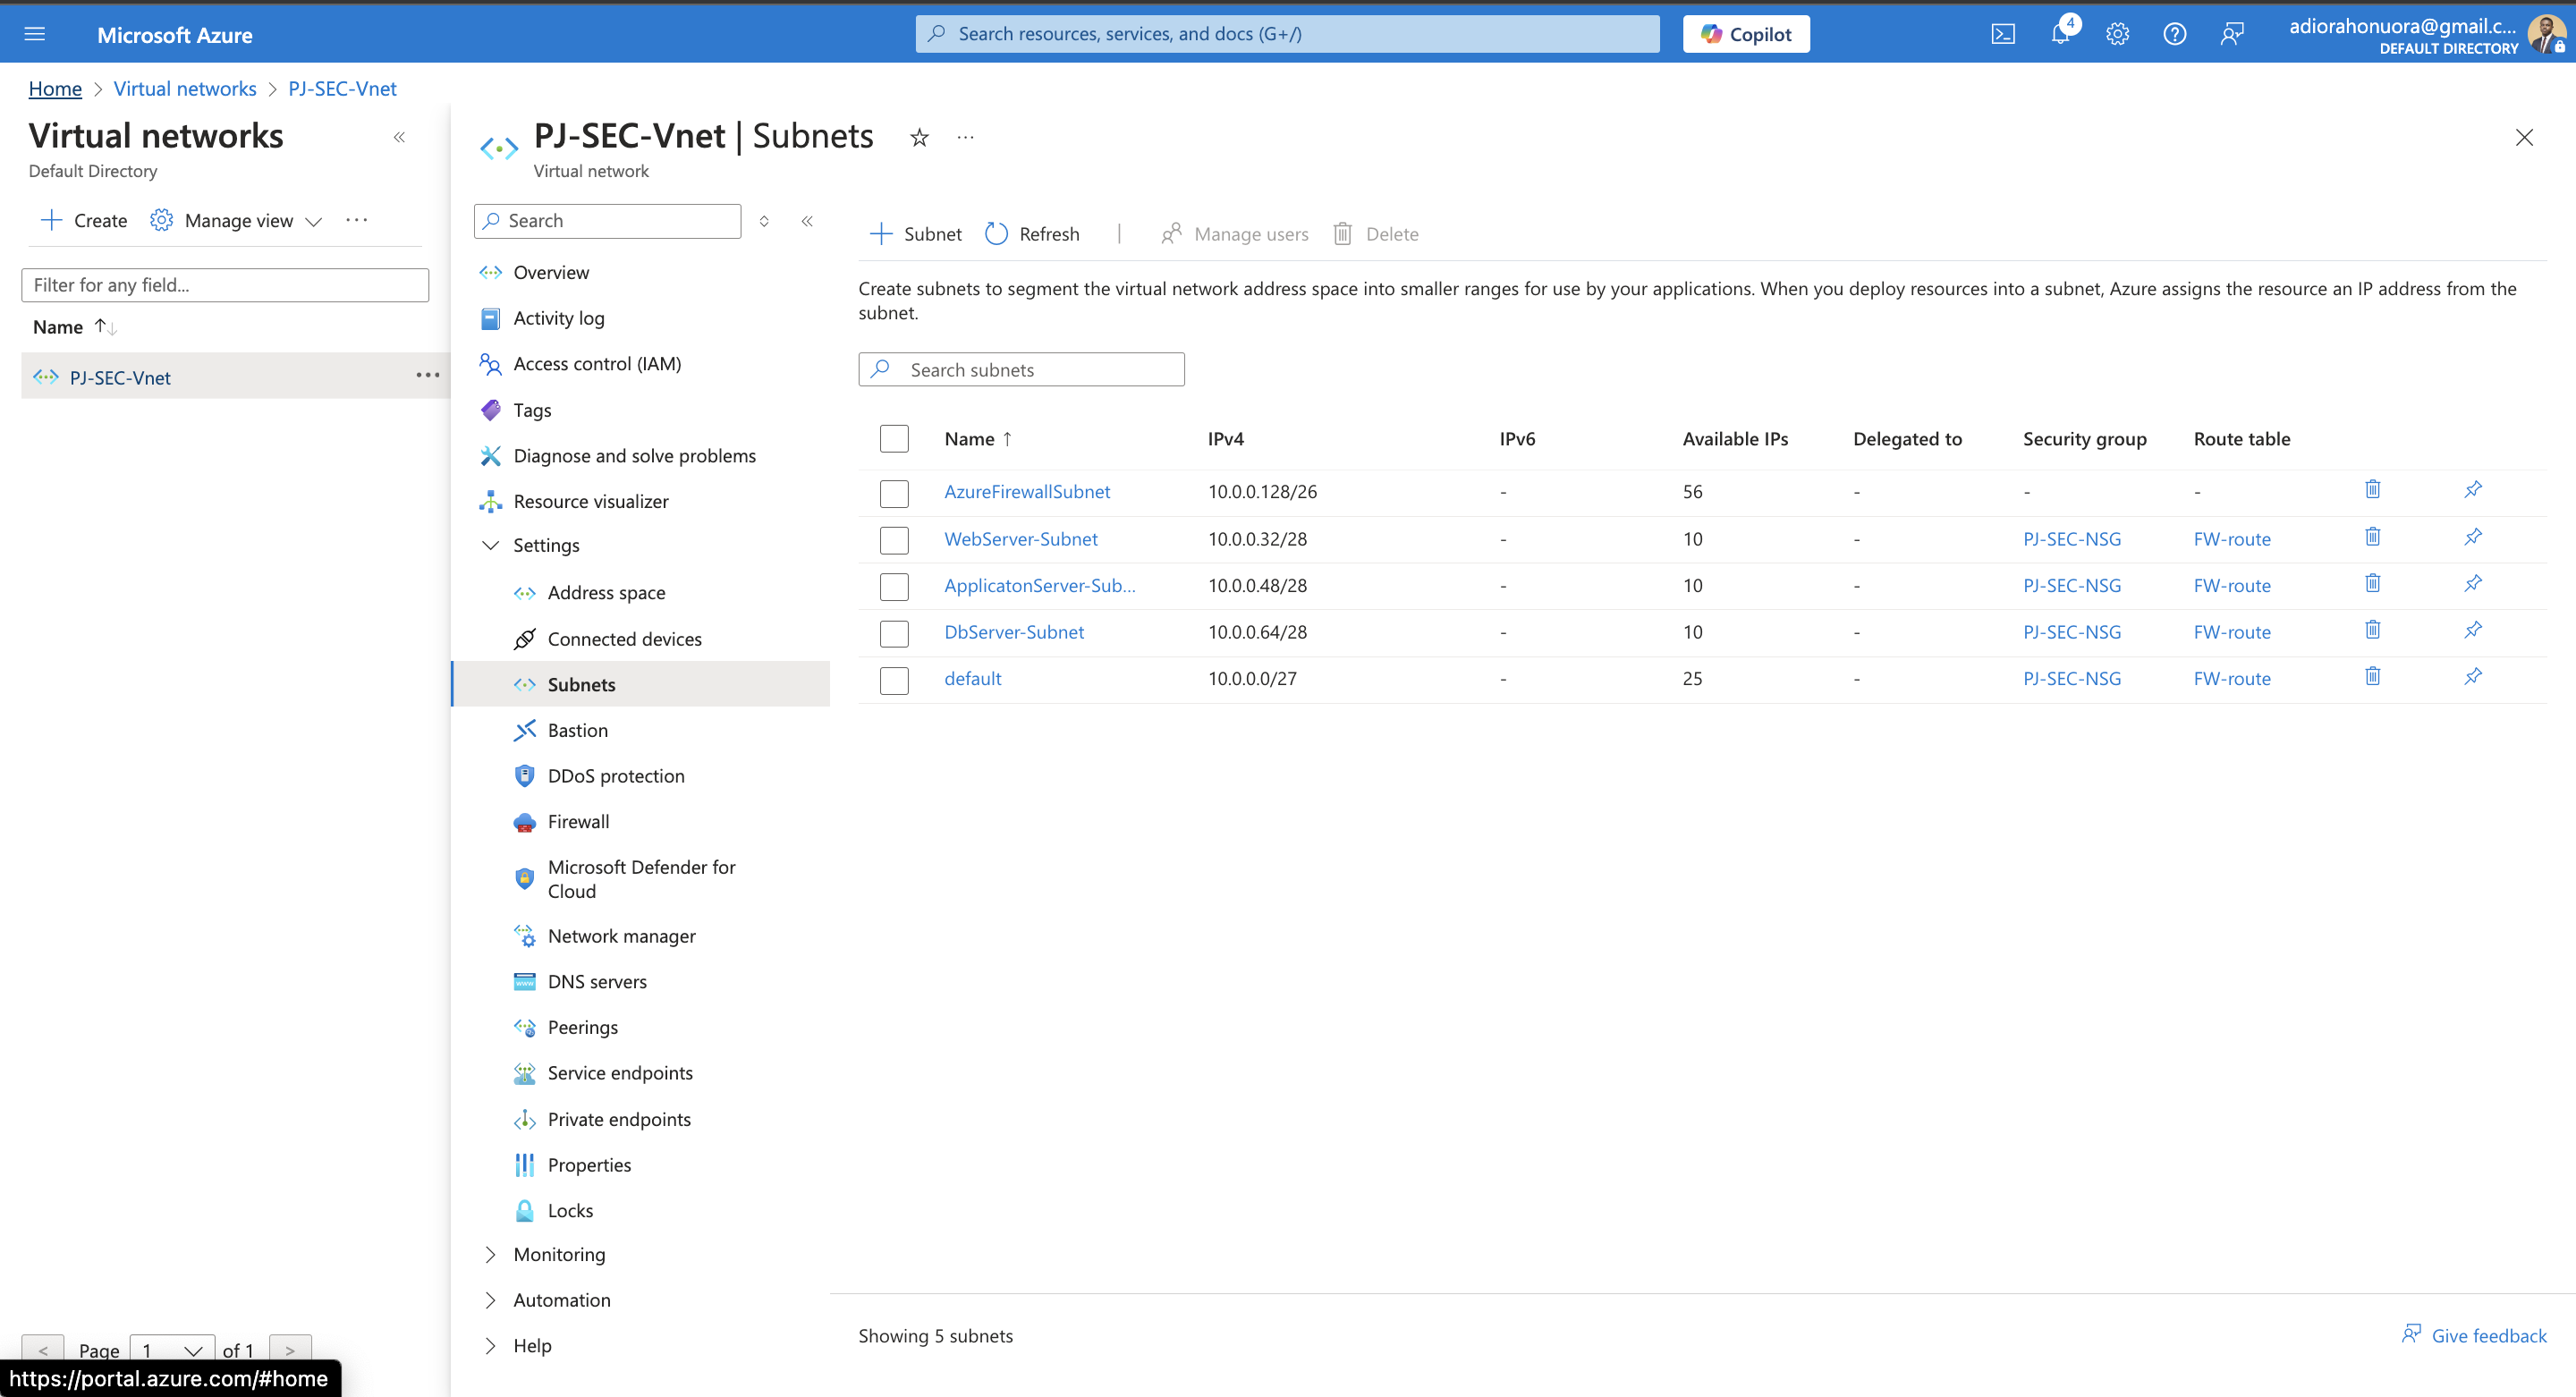 Microsoft Azure
Search resources, services, and docs (G+/)
Copilot
4
adiorahonuora@gmail.c...
DEFAULT DIRECTORY
Home > Virtual networks > PJ-SEC-Vnet
Virtual networks
Default Directory
Create
Manage view
Filter for any field...
Name
PJ-SEC-Vnet
Page 1 of 1
https://portal.azure.com/#home
PJ-SEC-Vnet | Subnets
Virtual network
Search
Overview
Activity log
Access control (IAM)
Tags
Diagnose and solve problems
Resource visualizer
Settings
Address space
Connected devices
Subnets
Bastion
DDoS protection
Firewall
Microsoft Defender for
Cloud
Network manager
DNS servers
Peerings
Service endpoints
Private endpoints
Properties
Locks
Monitoring
Automation
Help
Subnet Refresh | Manage users Delete
Create subnets to segment the virtual network address space into smaller ranges for use by your applications. When you deploy resources into a subnet, Azure assigns the resource an IP address from the
subnet.
Search subnets
Name ↑ IPv4 IPv6 Available IPs Delegated to Security group Route table
AzureFirewallSubnet 10.0.0.128/26 - 56 - - -
WebServer-Subnet 10.0.0.32/28 - 10 - PJ-SEC-NSG FW-route
ApplicatonServer-Sub... 10.0.0.48/28 - 10 - PJ-SEC-NSG FW-route
DbServer-Subnet 10.0.0.64/28 - 10 - PJ-SEC-NSG FW-route
default 10.0.0.0/27 - 25 - PJ-SEC-NSG FW-route
Showing 5 subnets
Give feedback